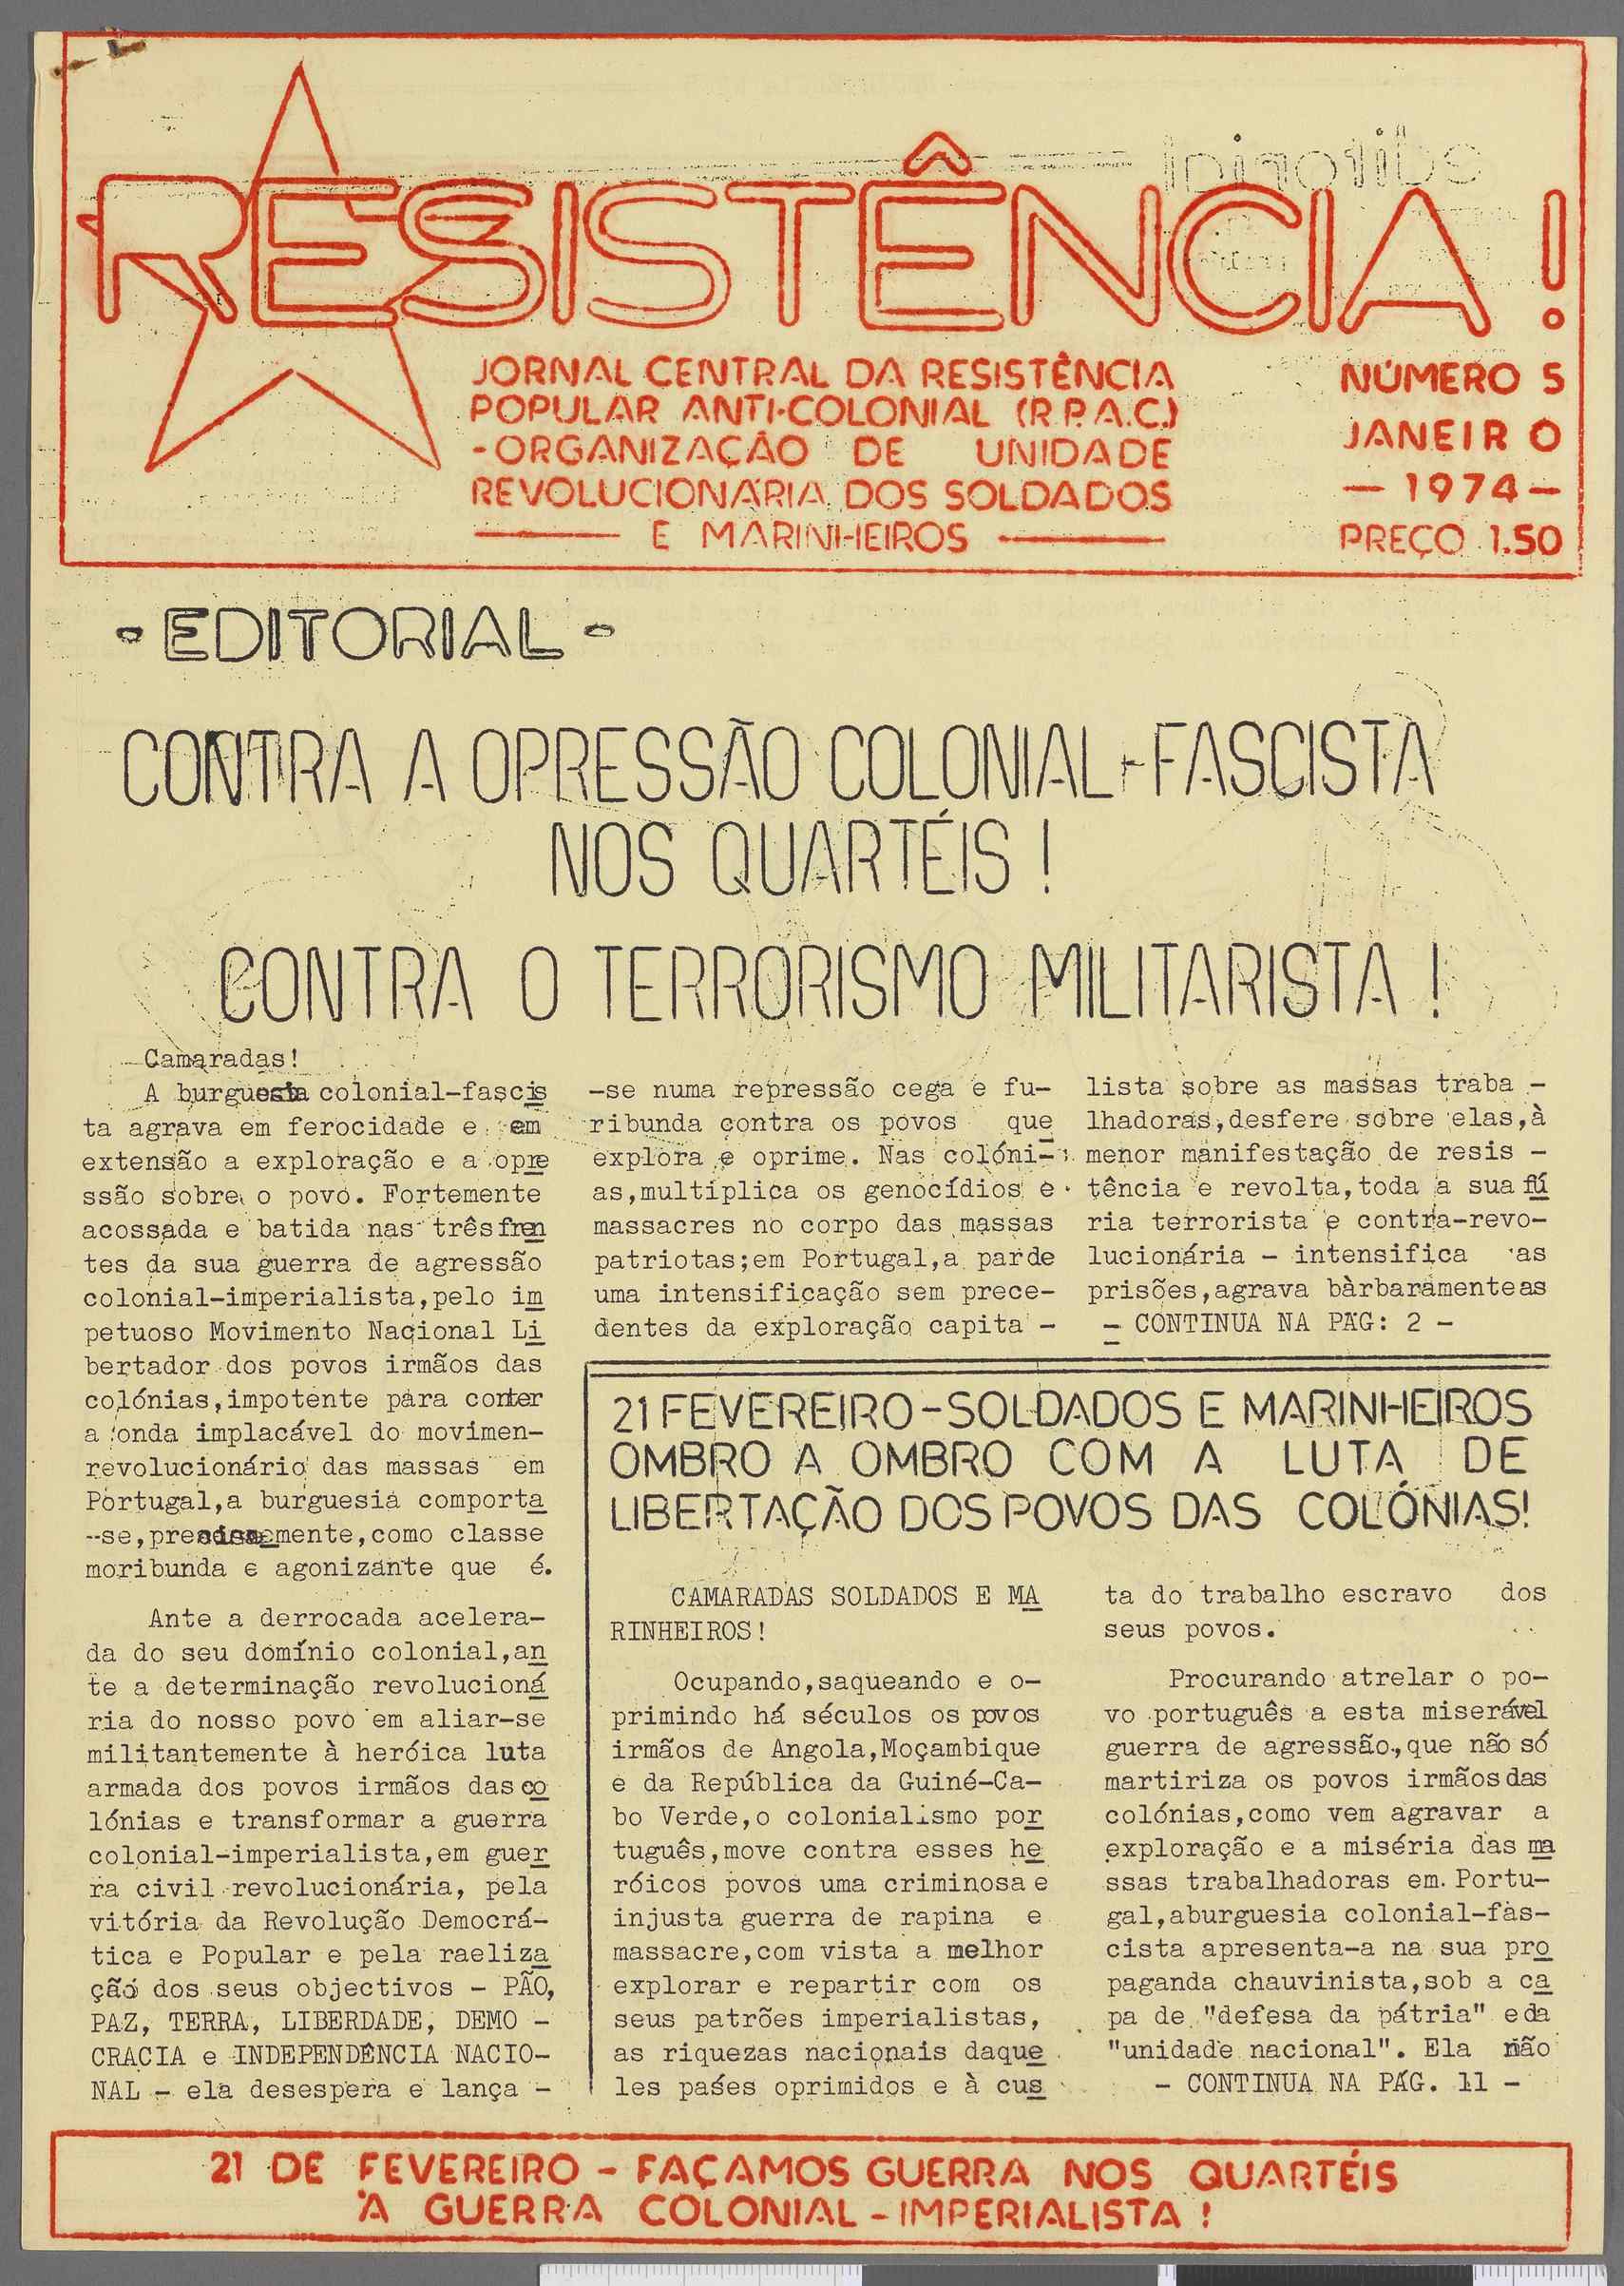 RESISTÊNCIA!
JORNAL CENTRAL DA RESISTÊNCIA
POPULAR ANTI-COLONIAL (R.P.A.C.)
-ORGANIZAÇÃO DE UNIDADE
REVOLUCIONÁRIA DOS SOLDADOS
E MARINHEIROS
NÚMERO 5
JANEIRO
-1974-
PREÇO 1.50
-EDITORIAL-
CONTRA A OPRESSÃO COLONIAL-FASCISTA
NOS QUARTÉIS!
CONTRA O TERRORISMO MILITARISTA!
Camaradas!
A burguesia colonial-fascis
ta agrava em ferocidade e em
extensão a exploração e a opre
ssão sobre o povo. Fortemente
acossada e batida nas três fren
tes da sua guerra de agressão
colonial-imperialista,pelo im
petuoso Movimento Nacional Li
bertador dos povos irmãos das
colónias,impotente para conter
a onda implacável do movimen-
revolucionário das massas em
Portugal,a burguesia comporta
-se,precisamente,como classe
moribunda e agonizante que é.
Ante a derrocada acelera-
da do seu domínio colonial,an
te a determinação revolucioná
ria do nosso povo em aliar-se
militantemente à heróica luta
armada dos povos irmãos das co
lónias e transformar a guerra
colonial-imperialista,em guer
ra civil revolucionária, pela
vitória da Revolução Democrá-
tica e Popular e pela raeliza
ção dos seus objectivos - PÃO,
PAZ, TERRA, LIBERDADE, DEMO -
CRACIA e INDEPENDÊNCIA NACIO-
NAL - ela desespera e lança -
-se numa repressão cega e fu-
ribunda contra os povos que
explora e oprime. Nas colóni-
as,multiplica os genocídios e
massacres no corpo das massas
patriotas;em Portugal,a par de
uma intensificação sem prece-
dentes da exploração capita -
lista sobre as massas traba -
lhadoras,desfere sobre elas,à
menor manifestação de resis -
tência e revolta,toda a sua fú
ria terrorista e contra-revo-
lucionária - intensifica as
prisões,agrava bàrbaramente as
- CONTINUA NA PÁG: 2 -
21 FEVEREIRO-SOLDADOS E MARINHEIROS
OMBRO A OMBRO COM A LUTA DE
LIBERTAÇÃO DOS POVOS DAS COLÓNIAS!
CAMARADAS SOLDADOS E MA
RINHEIROS!
Ocupando,saqueando e o-
primindo há séculos os povos
irmãos de Angola,Moçambique
e da República da Guiné-Ca-
bo Verde,o colonialismo por
tuguês,move contra esses he
róicos povos uma criminosa e
injusta guerra de rapina e
massacre,com vista a melhor
explorar e repartir com os
seus patrões imperialistas,
as riquezas nacionais daque
les países oprimidos e à cus
ta do trabalho escravo dos
seus povos.
Procurando atrelar o po-
vo português a esta miserável
guerra de agressão,que não só
martiriza os povos irmãos das
colónias,como vem agravar a
exploração e a miséria das ma
ssas trabalhadoras em Portu-
gal,aburguesia colonial-fas-
cista apresenta-a na sua pro
paganda chauvinista,sob a ca
pa de "defesa da pátria" e da
"unidade nacional". Ela não
- CONTINUA NA PÁG. 11 -
21 DE FEVEREIRO - FAÇAMOS GUERRA NOS QUARTÉIS
À GUERRA COLONIAL-IMPERIALISTA!